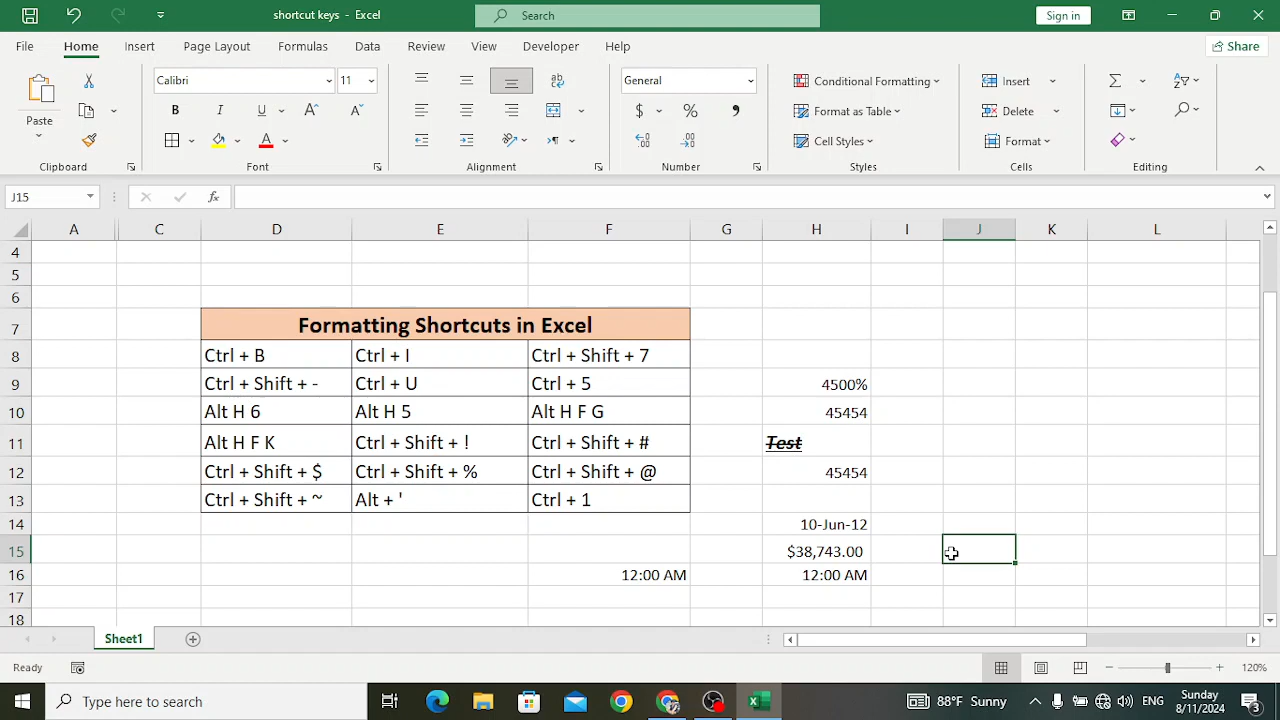 shortcut keys - Excel
Search
Sign in
File Home Insert Page Layout Formulas Data Review View Developer Help
Share
Paste
Calibri 11
B I U A A
General
$ % ,
Conditional Formatting
Format as Table
Cell Styles
Insert
Delete
Format
Clipboard Font Alignment Number Styles Cells Editing
J15
fx
A C D E F G H I J K L
4
5
6
7 Formatting Shortcuts in Excel
8 Ctrl + B Ctrl + I Ctrl + Shift + 7
9 Ctrl + Shift + - Ctrl + U Ctrl + 5 4500%
10 Alt H 6 Alt H 5 Alt H F G 45454
11 Alt H F K Ctrl + Shift + ! Ctrl + Shift + # Test
12 Ctrl + Shift + $ Ctrl + Shift + % Ctrl + Shift + @ 45454
13 Ctrl + Shift + ~ Alt + ' Ctrl + 1
14 10-Jun-12
15 $38,743.00
16 12:00 AM 12:00 AM
17
18
Sheet1
Ready
120%
Type here to search
88°F Sunny
ENG
Sunday
8/11/2024
3